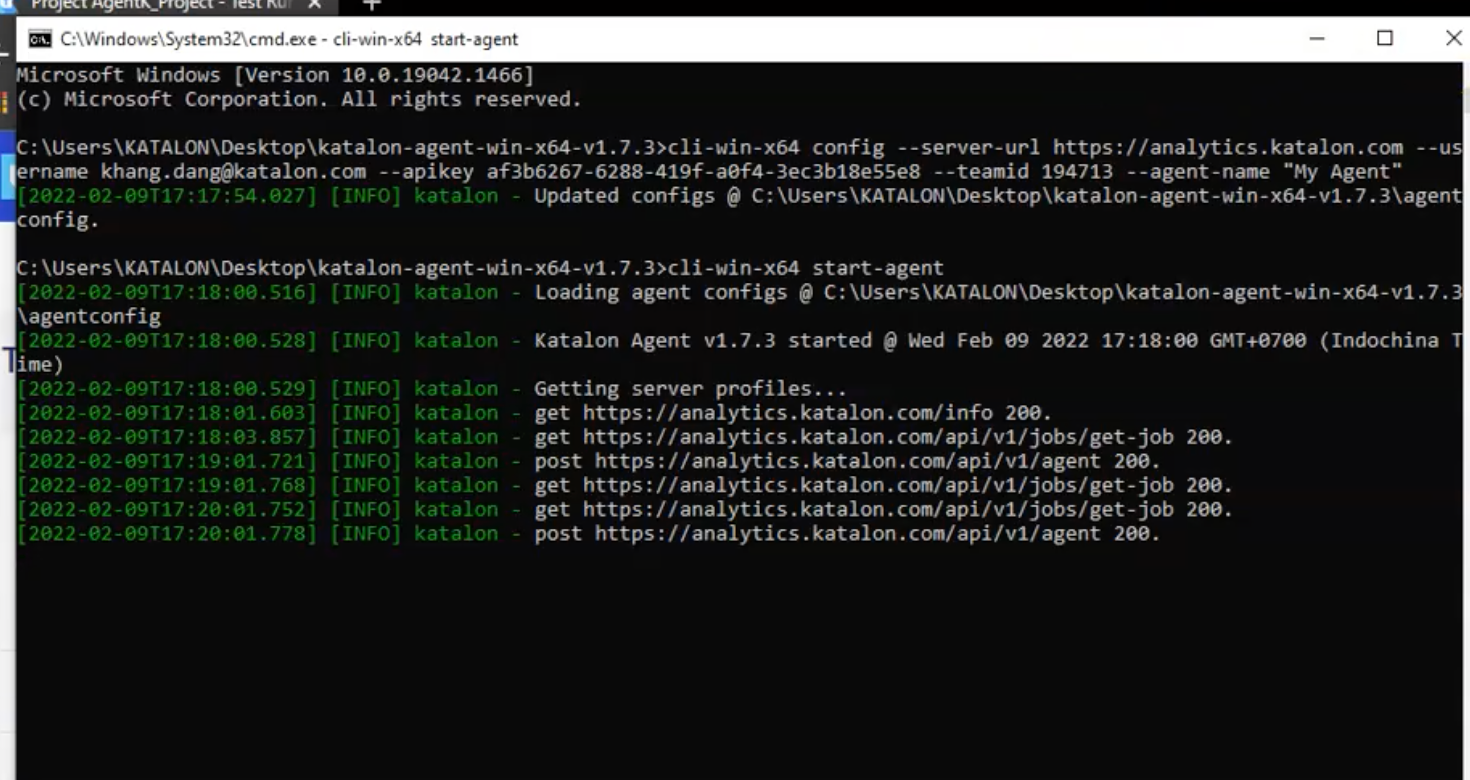 Project AgentK_Project - Test Run
C:\Windows\System32\cmd.exe - cli-win-x64 start-agent
Microsoft Windows [Version 10.0.19042.1466]
(c) Microsoft Corporation. All rights reserved.
C:\Users\KATALON\Desktop\katalon-agent-win-x64-v1.7.3>cli-win-x64 config --server-url https://analytics.katalon.com --us
ername khang.dang@katalon.com --apikey af3b6267-6288-419f-a0f4-3ec3b18e55e8 --teamid 194713 --agent-name "My Agent"
[2022-02-09T17:17:54.027] [INFO] katalon - Updated configs @ C:\Users\KATALON\Desktop\katalon-agent-win-x64-v1.7.3\agent
config.
C:\Users\KATALON\Desktop\katalon-agent-win-x64-v1.7.3>cli-win-x64 start-agent
[2022-02-09T17:18:00.516] [INFO] katalon - Loading agent configs @ C:\Users\KATALON\Desktop\katalon-agent-win-x64-v1.7.3
\agentconfig
[2022-02-09T17:18:00.528] [INFO] katalon - Katalon Agent v1.7.3 started @ Wed Feb 09 2022 17:18:00 GMT+0700 (Indochina T
ime)
[2022-02-09T17:18:00.529] [INFO] katalon - Getting server profiles...
[2022-02-09T17:18:01.603] [INFO] katalon - get https://analytics.katalon.com/info 200.
[2022-02-09T17:18:03.857] [INFO] katalon - get https://analytics.katalon.com/api/v1/jobs/get-job 200.
[2022-02-09T17:19:01.721] [INFO] katalon - post https://analytics.katalon.com/api/v1/agent 200.
[2022-02-09T17:19:01.768] [INFO] katalon - get https://analytics.katalon.com/api/v1/jobs/get-job 200.
[2022-02-09T17:20:01.752] [INFO] katalon - get https://analytics.katalon.com/api/v1/jobs/get-job 200.
[2022-02-09T17:20:01.778] [INFO] katalon - post https://analytics.katalon.com/api/v1/agent 200.